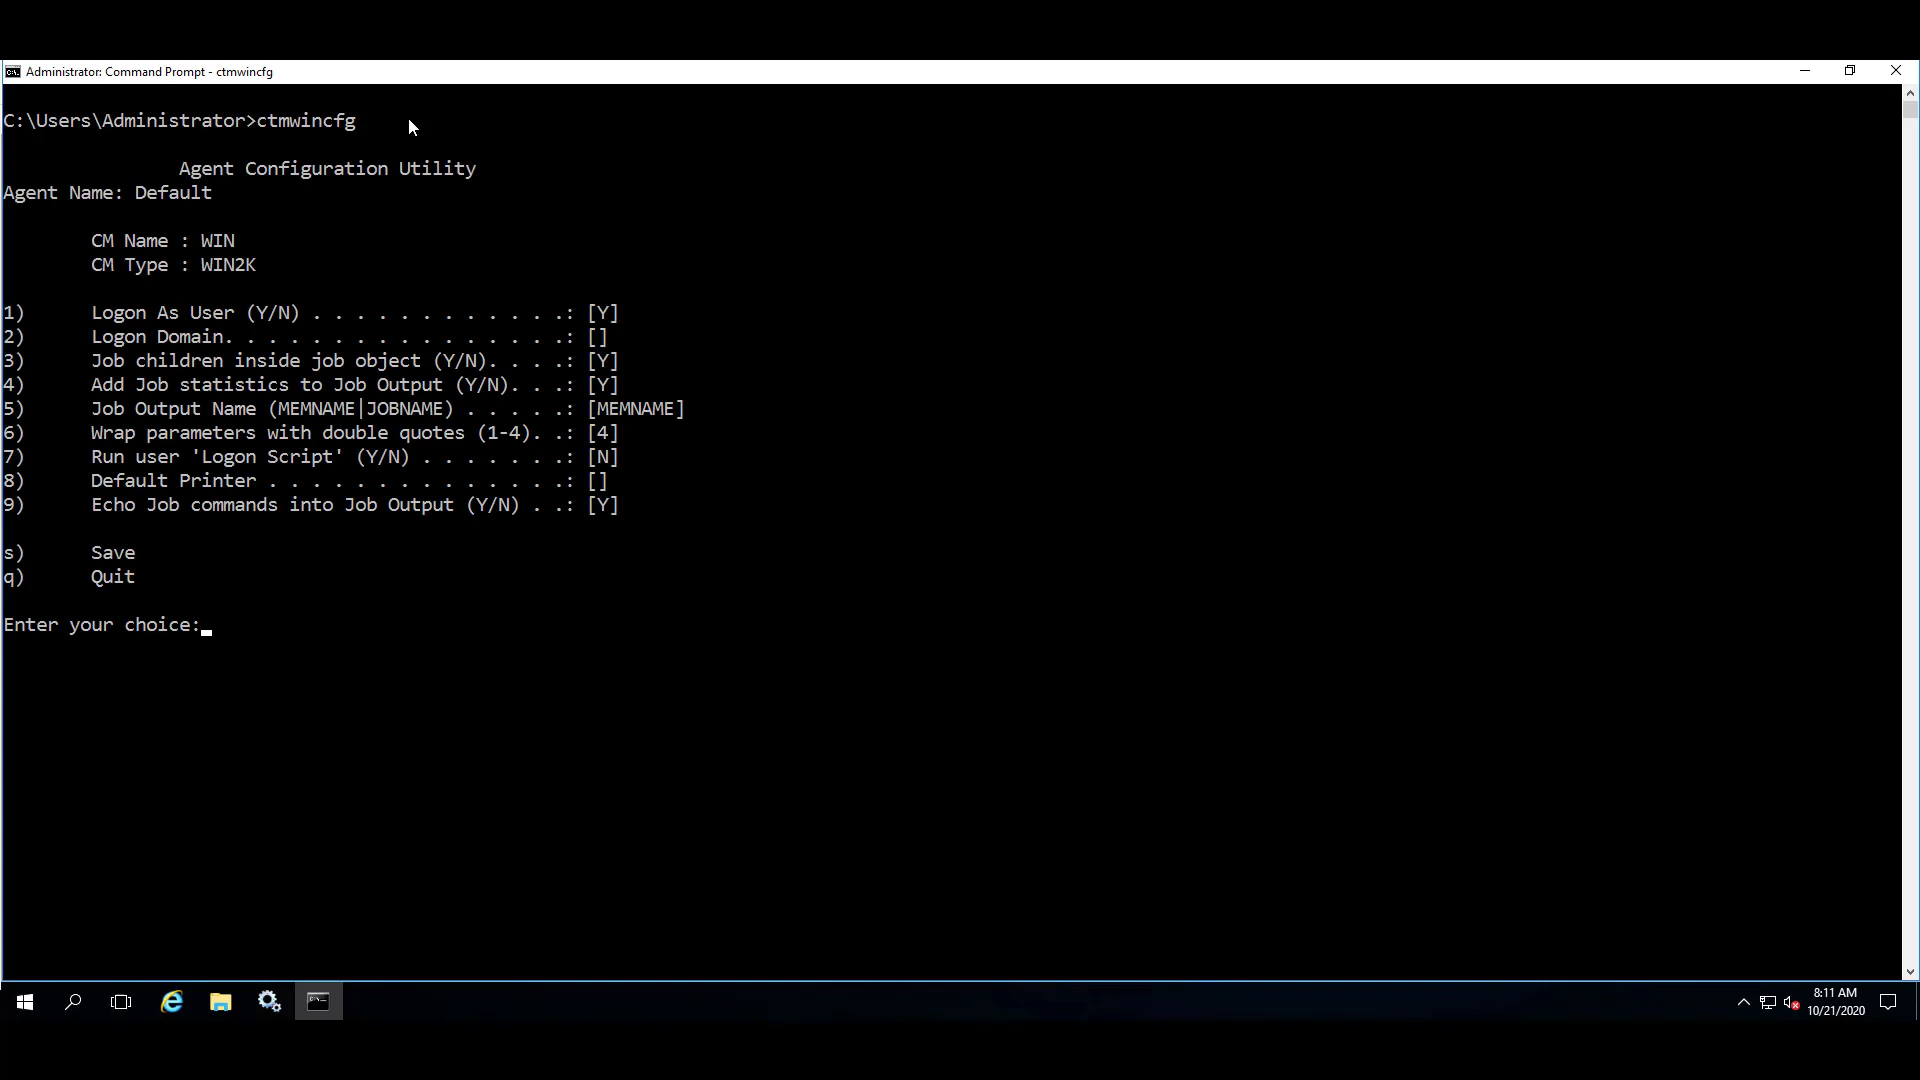 Administrator: Command Prompt - ctmwincfg
C:\Users\Administrator>ctmwincfg
Agent Configuration Utility
Agent Name: Default
CM Name : WIN
CM Type : WIN2K
1) Logon As User (Y/N) . . . . . . . . . . . .: [Y]
2) Logon Domain. . . . . . . . . . . . . . . .: []
3) Job children inside job object (Y/N). . . .: [Y]
4) Add Job statistics to Job Output (Y/N). . .: [Y]
5) Job Output Name (MEMNAME|JOBNAME) . . . . .: [MEMNAME]
6) Wrap parameters with double quotes (1-4). .: [4]
7) Run user 'Logon Script' (Y/N) . . . . . . .: [N]
8) Default Printer . . . . . . . . . . . . . .: []
9) Echo Job commands into Job Output (Y/N) . .: [Y]
s) Save
q) Quit
Enter your choice:
8:11 AM
10/21/2020